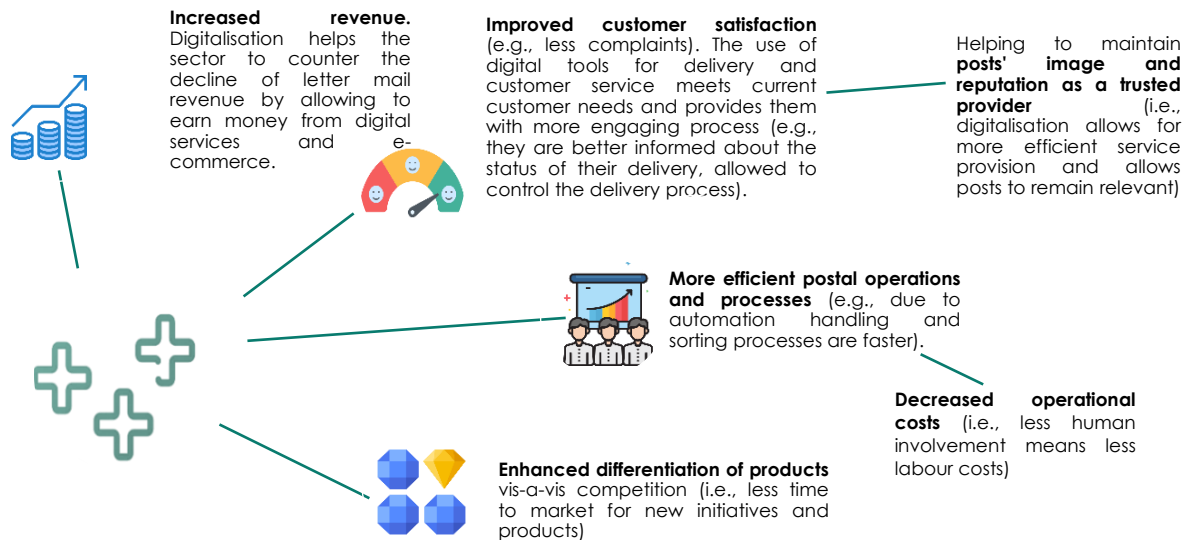 Increased revenue.
Digitalisation helps the
sector to counter the
decline of letter mail
revenue by allowing to
earn money from digital
services and e-
commerce.
Improved customer satisfaction
(e.g., less complaints). The use of
digital tools for delivery and
customer service meets current
customer needs and provides them
with more engaging process (e.g.,
they are better informed about the
status of their delivery, allowed to
control the delivery process).
Helping to maintain
posts' image and
reputation as a trusted
provider (i.e.,
digitalisation allows for
more efficient service
provision and allows
posts to remain relevant)
More efficient postal operations
and processes (e.g., due to
automation handling and
sorting processes are faster).
Decreased operational
costs (i.e., less human
involvement means less
labour costs)
Enhanced differentiation of products
vis-a-vis competition (i.e., less time
to market for new initiatives and
products)